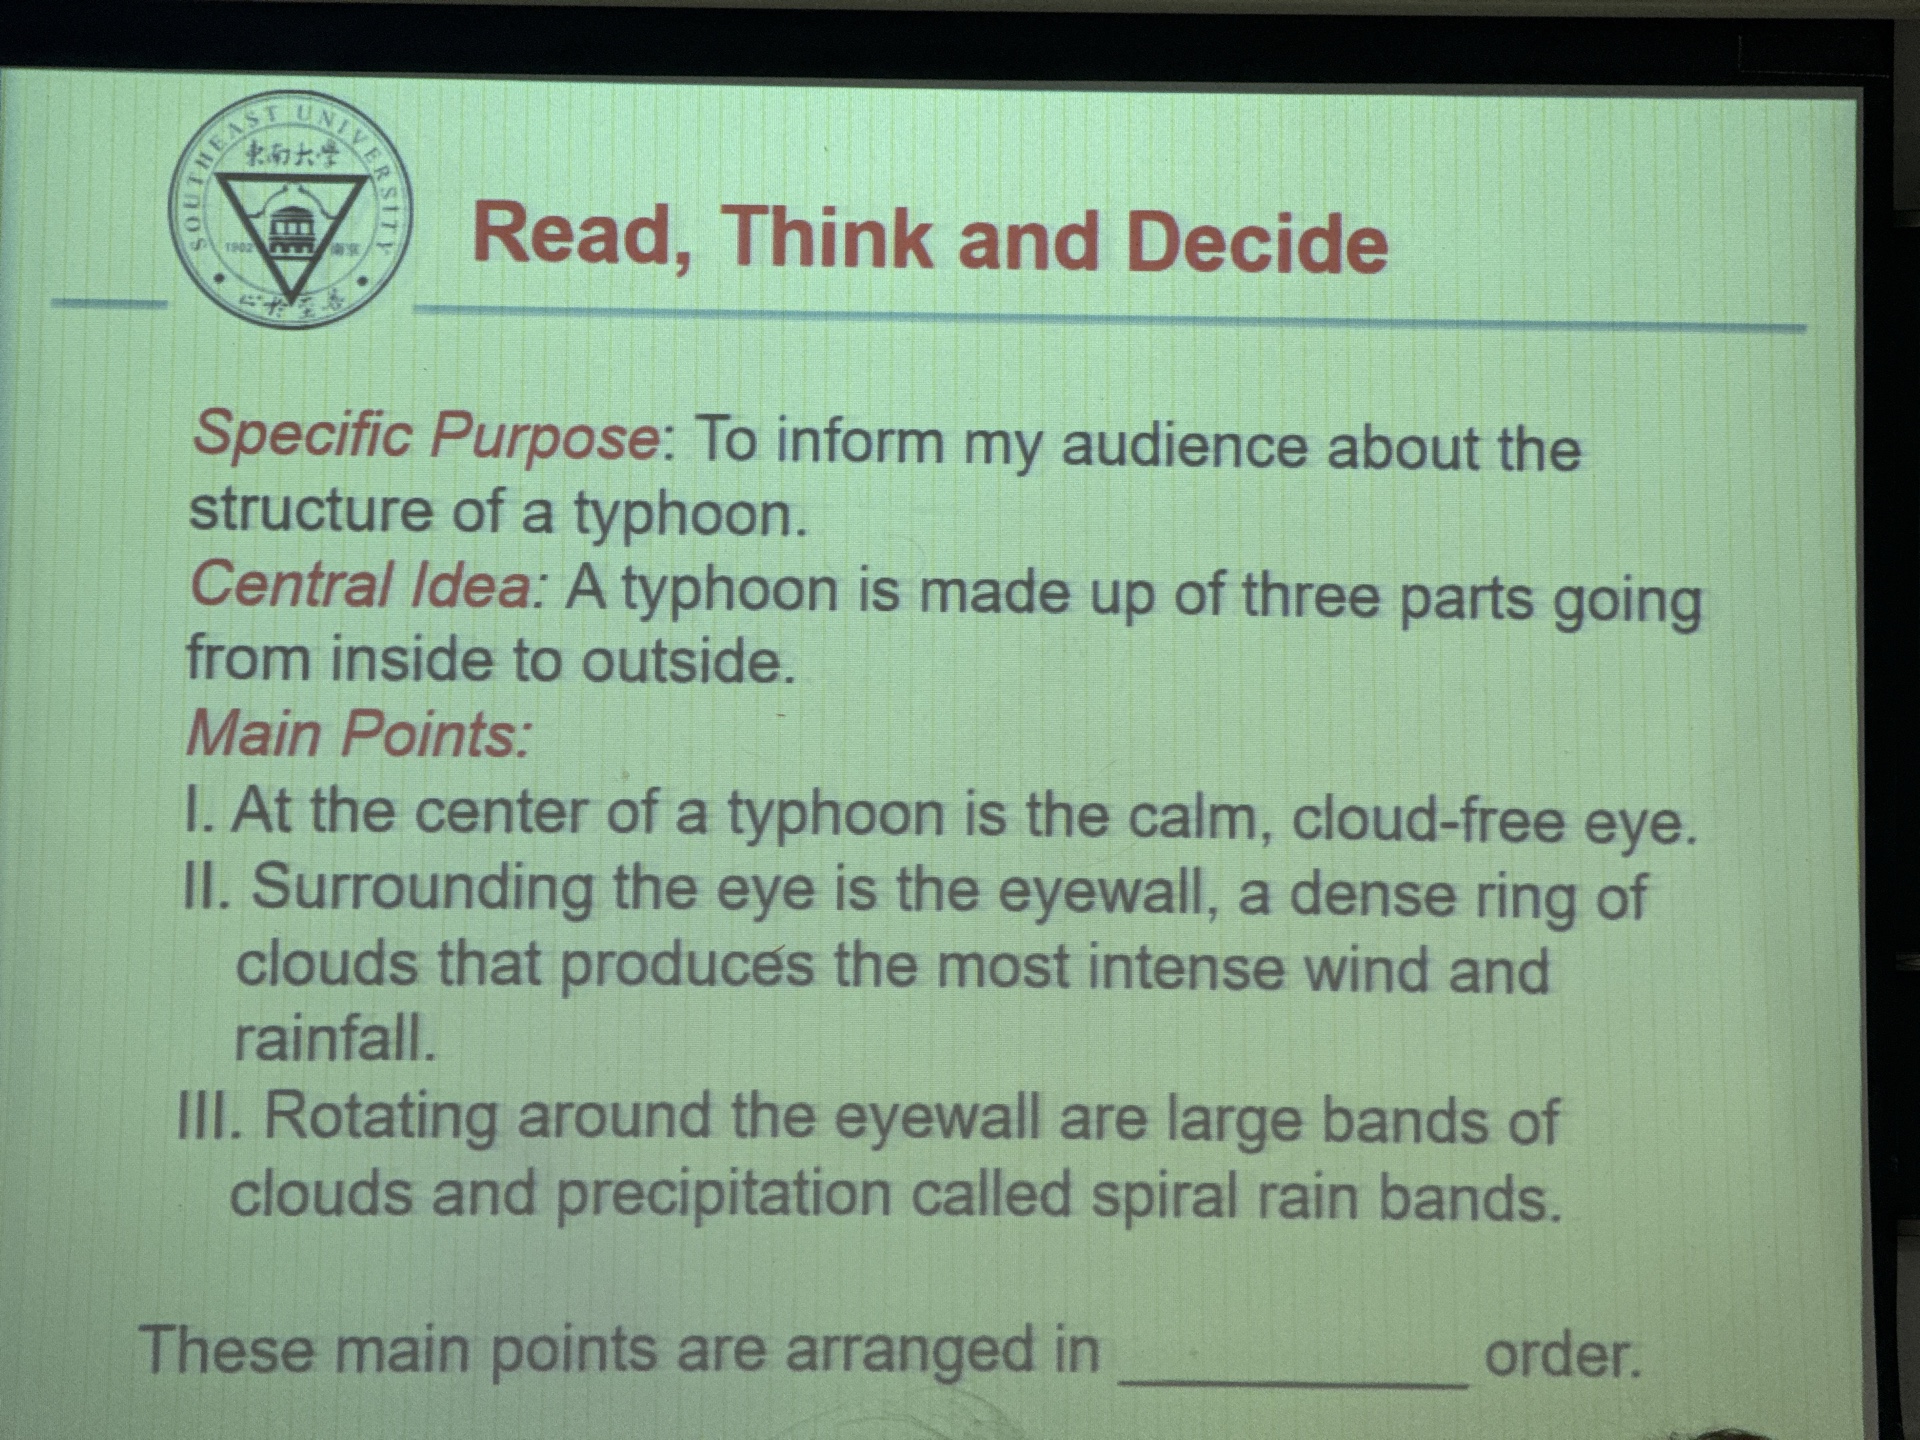 SOUTHEAST UNIVERSITY
東南大學
1902 南京
止於至善
Read, Think and Decide
Specific Purpose: To inform my audience about the
structure of a typhoon.
Central Idea: A typhoon is made up of three parts going
from inside to outside.
Main Points:
I. At the center of a typhoon is the calm, cloud-free eye.
II. Surrounding the eye is the eyewall, a dense ring of
clouds that produces the most intense wind and
rainfall.
III. Rotating around the eyewall are large bands of
clouds and precipitation called spiral rain bands.
These main points are arranged in __________ order.